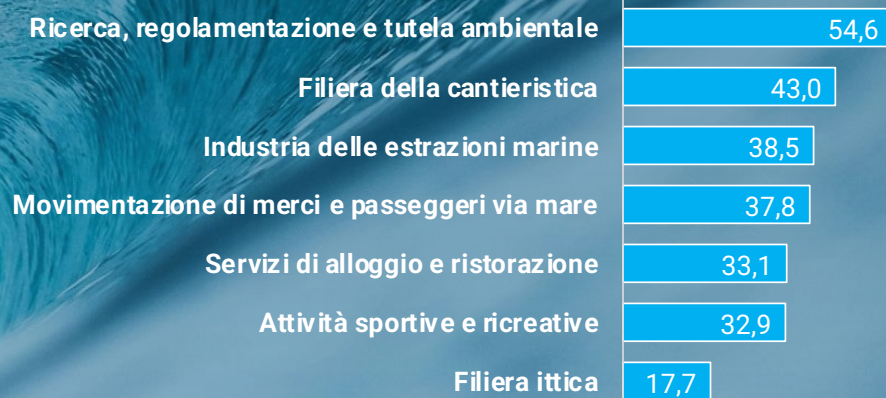 Ricerca, regolamentazione e tutela ambientale 54,6
Filiera della cantieristica 43,0
Industria delle estrazioni marine 38,5
Movimentazione di merci e passeggeri via mare 37,8
Servizi di alloggio e ristorazione 33,1
Attività sportive e ricreative 32,9
Filiera ittica 17,7